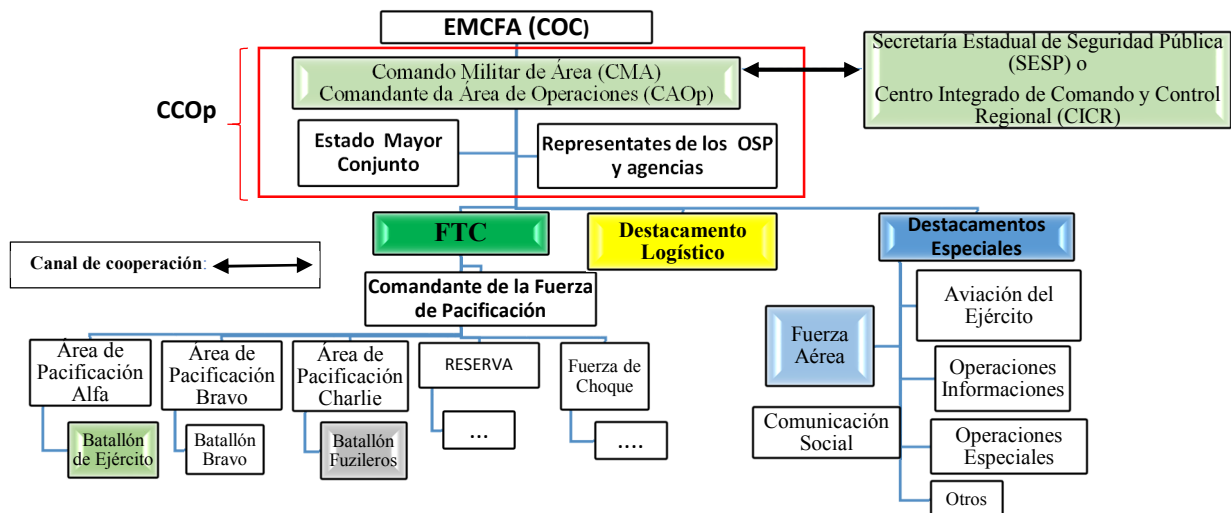 EMCFA (COC)
CCOp
Comando Militar de Área (CMA)
Comandante da Área de Operaciones (CAOp)
Secretaría Estadual de Seguridad Pública
(SESP) o
Centro Integrado de Comando y Control
Regional (CICR)
Estado Mayor
Conjunto
Representates de los OSP
y agencias
FTC
Destacamento
Logístico
Destacamentos
Especiales
Canal de cooperación:
Comandante de la Fuerza
de Pacificación
Área de
Pacificación
Alfa
Área de
Pacificación
Bravo
Área de
Pacificación
Charlie
RESERVA
Fuerza de
Choque
Batallón
de Ejército
Batallón
Bravo
Batallón
Fuzileros
...
....
Fuerza
Aérea
Aviación del
Ejército
Operaciones
Informaciones
Comunicación
Social
Operaciones
Especiales
Otros